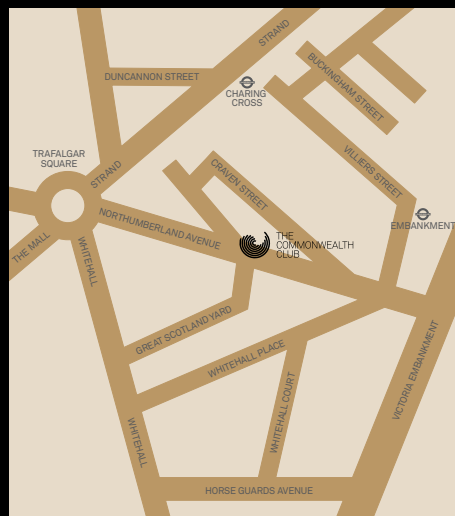 STRAND
DUNCANNON STREET
BUCKINGHAM STREET
CHARING
CROSS
TRAFALGAR
SQUARE
STRAND
VILLIERS STREET
CRAVEN STREET
NORTHUMBERLAND AVENUE
EMBANKMENT
THE MALL
WHITEHALL
THE
COMMONWEALTH
CLUB
GREAT SCOTLAND YARD
WHITEHALL PLACE
VICTORIA EMBANKMENT
WHITEHALL COURT
WHITEHALL
HORSE GUARDS AVENUE